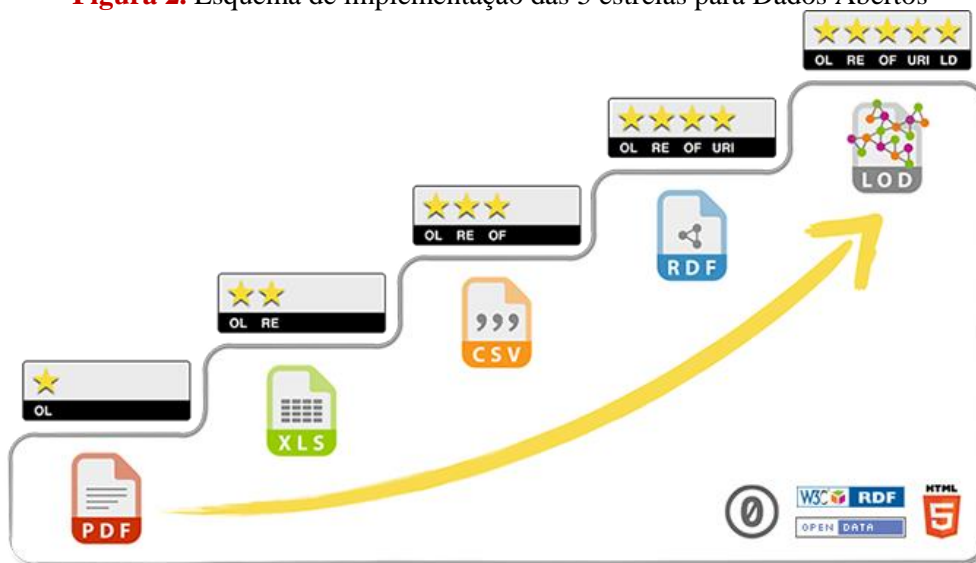 Figura 2. Esquema de implementação das 5 estrelas para Dados Abertos
OL RE OF URI LD
LOD
OL RE OF URI
RDF
OL RE OF
CSV
OL RE
XLS
OL
PDF
0
W3C RDF
OPEN DATA
HTML
5